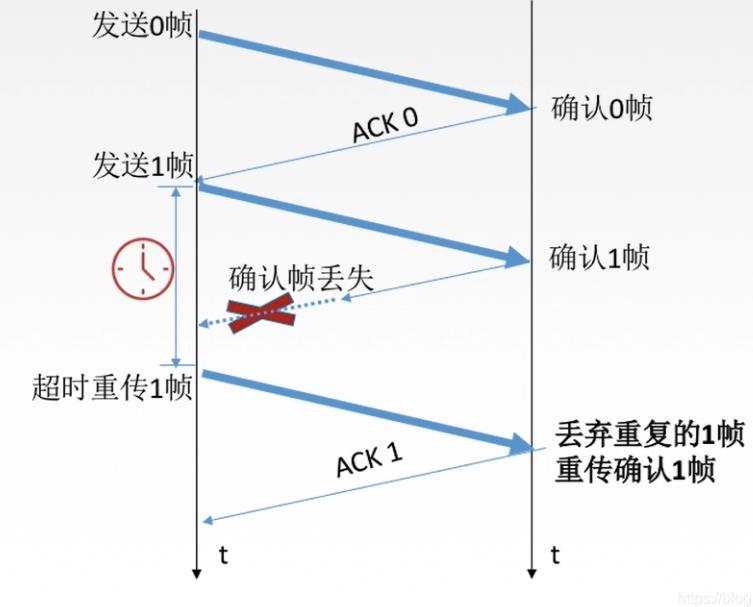 发送0帧
确认0帧
ACK 0
发送1帧
确认1帧
确认帧丢失
超时重传1帧
丢弃重复的1帧
重传确认1帧
ACK 1
t
t
https://blog